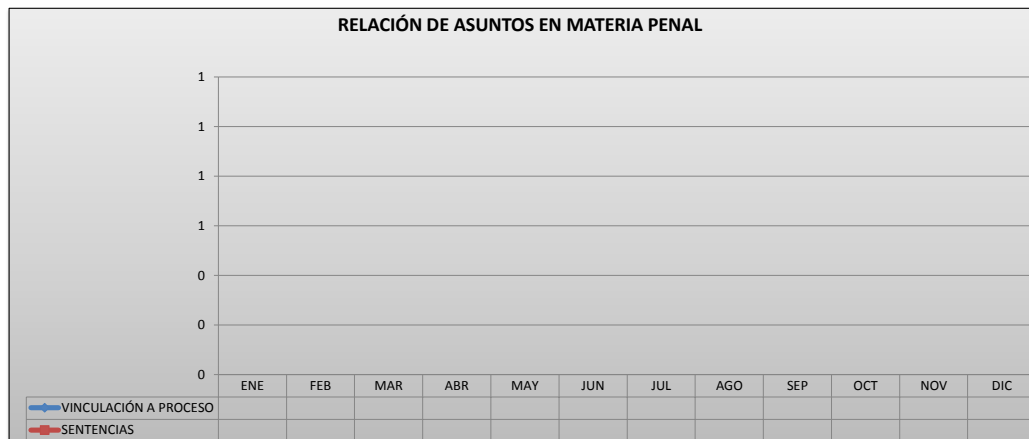 RELACIÓN DE ASUNTOS EN MATERIA PENAL
1
1
1
1
0
0
0
ENE FEB MAR ABR MAY JUN JUL AGO SEP OCT NOV DIC
VINCULACIÓN A PROCESO
SENTENCIAS